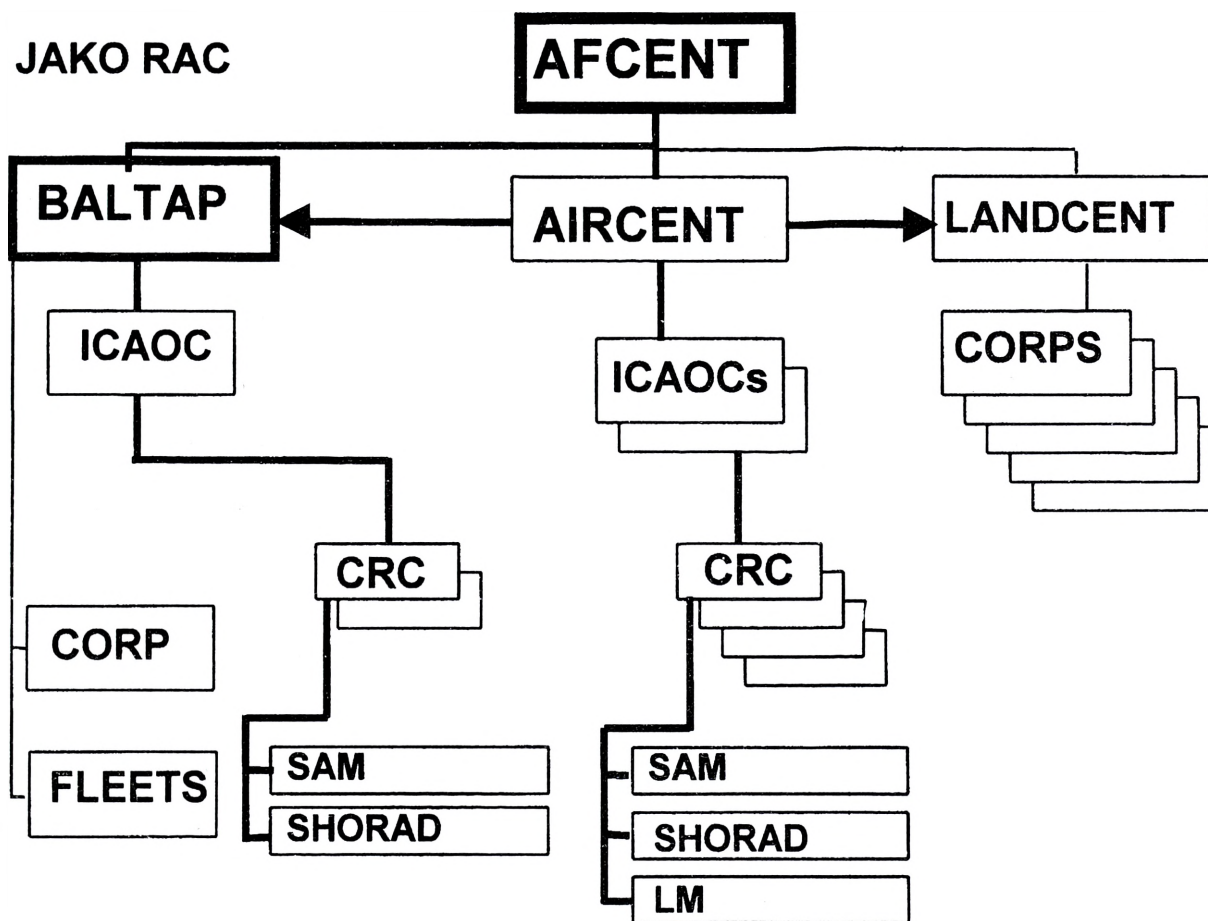 JAKO RAC
AFCENT
BALTAP
AIRCENT
LANDCENT
ICAOC
ICAOCs
CORPS
CRC
CRC
CORP
FLEETS
SAM
SHORAD
SAM
SHORAD
LM